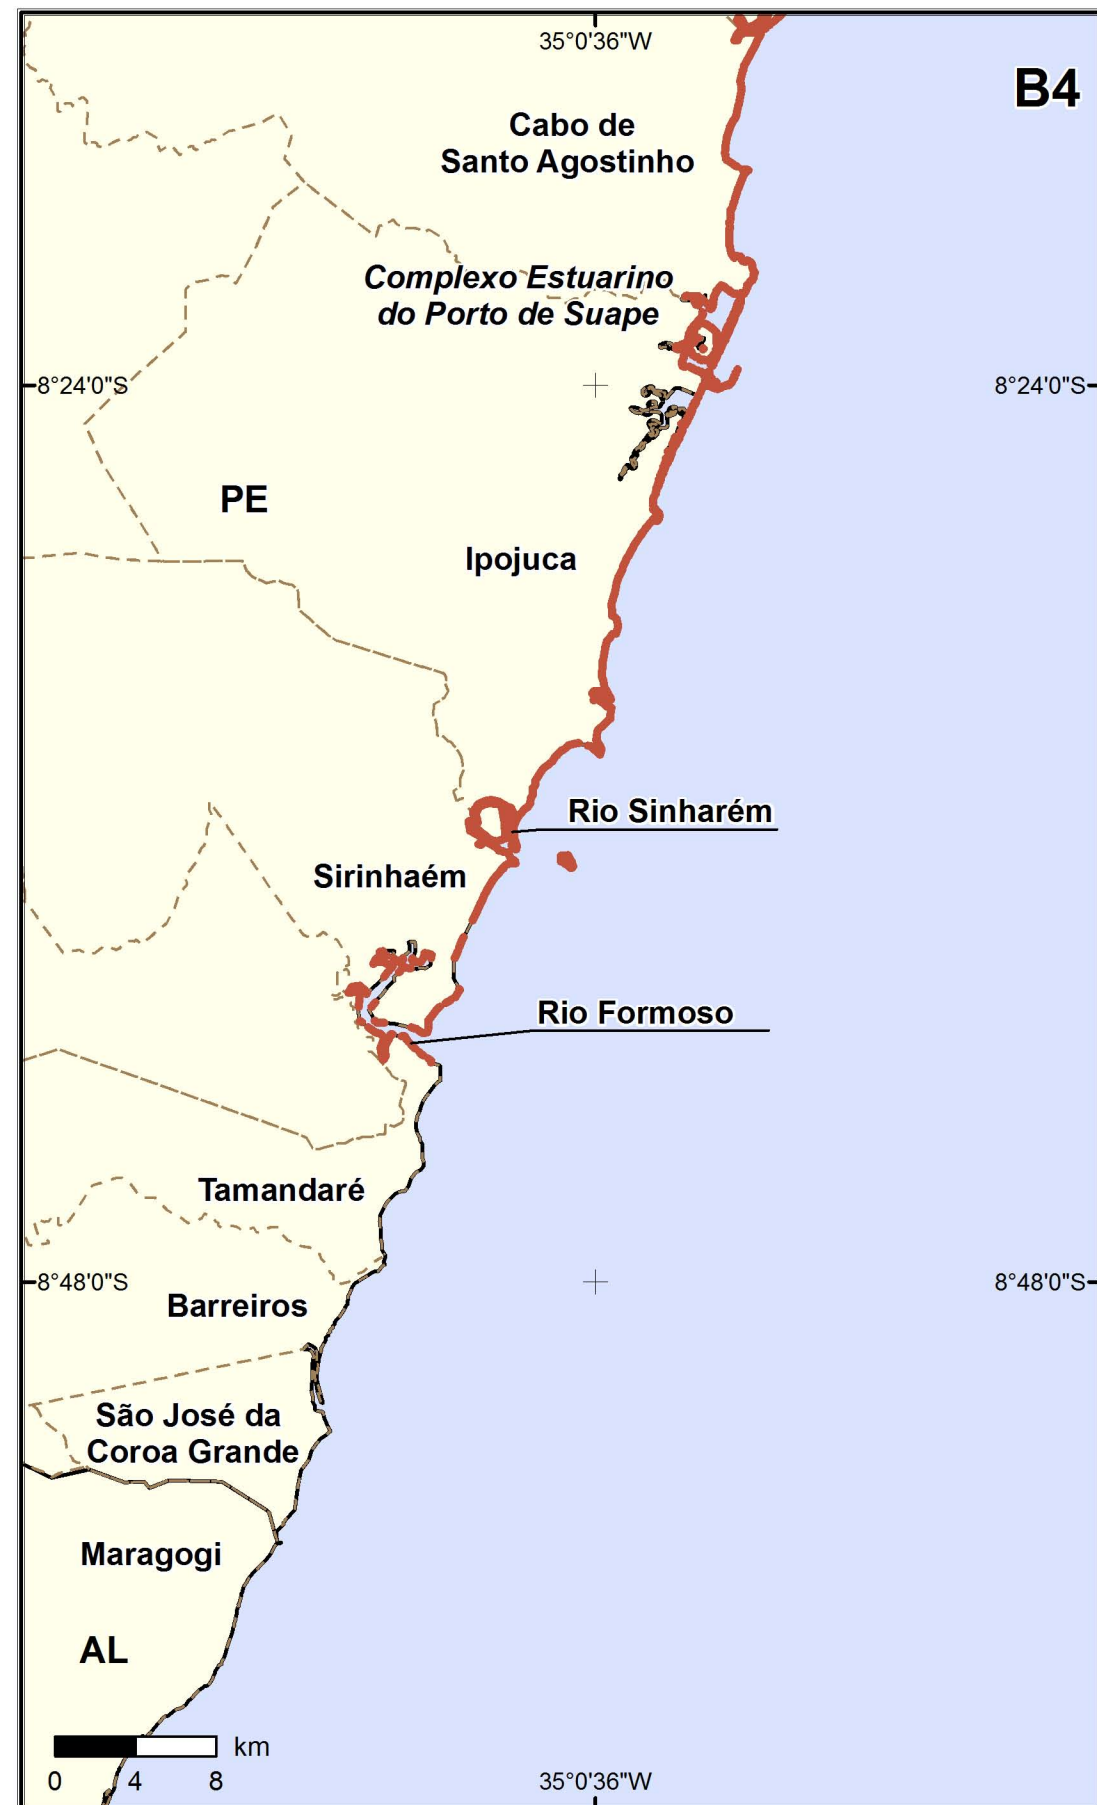 35°0'36"W
B4
Cabo de
Santo Agostinho
Complexo Estuarino
do Porto de Suape
8°24'0"S
8°24'0"S
PE
Ipojuca
Rio Sinharém
Sirinhaém
Rio Formoso
Tamandaré
8°48'0"S
8°48'0"S
Barreiros
São José da
Coroa Grande
Maragogi
AL
km
0 4 8
35°0'36"W